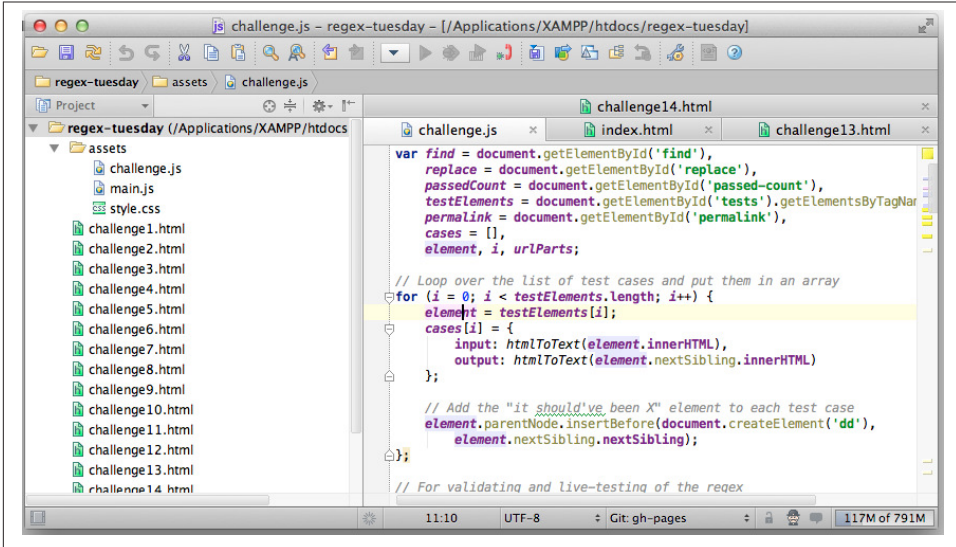 challenge.js – regex-tuesday – [/Applications/XAMPP/htdocs/regex-tuesday]
regex-tuesday
assets
challenge.js
Project
regex-tuesday (/Applications/XAMPP/htdocs
assets
challenge.js
main.js
style.css
challenge1.html
challenge2.html
challenge3.html
challenge4.html
challenge5.html
challenge6.html
challenge7.html
challenge8.html
challenge9.html
challenge10.html
challenge11.html
challenge12.html
challenge13.html
challenge14.html
challenge14.html
challenge.js
index.html
challenge13.html
var find = document.getElementById('find'),
replace = document.getElementById('replace'),
passedCount = document.getElementById('passed-count'),
testElements = document.getElementById('tests').getElementsByTagNam
permalink = document.getElementById('permalink'),
cases = [],
element, i, urlParts;
// Loop over the list of test cases and put them in an array
for (i = 0; i < testElements.length; i++) {
element = testElements[i];
cases[i] = {
input: htmlToText(element.innerHTML),
output: htmlToText(element.nextSibling.innerHTML)
};
// Add the "it should've been X" element to each test case
element.parentNode.insertBefore(document.createElement('dd'),
element.nextSibling.nextSibling);
};
// For validating and live-testing of the regex
11:10
UTF-8
Git: gh-pages
117M of 791M